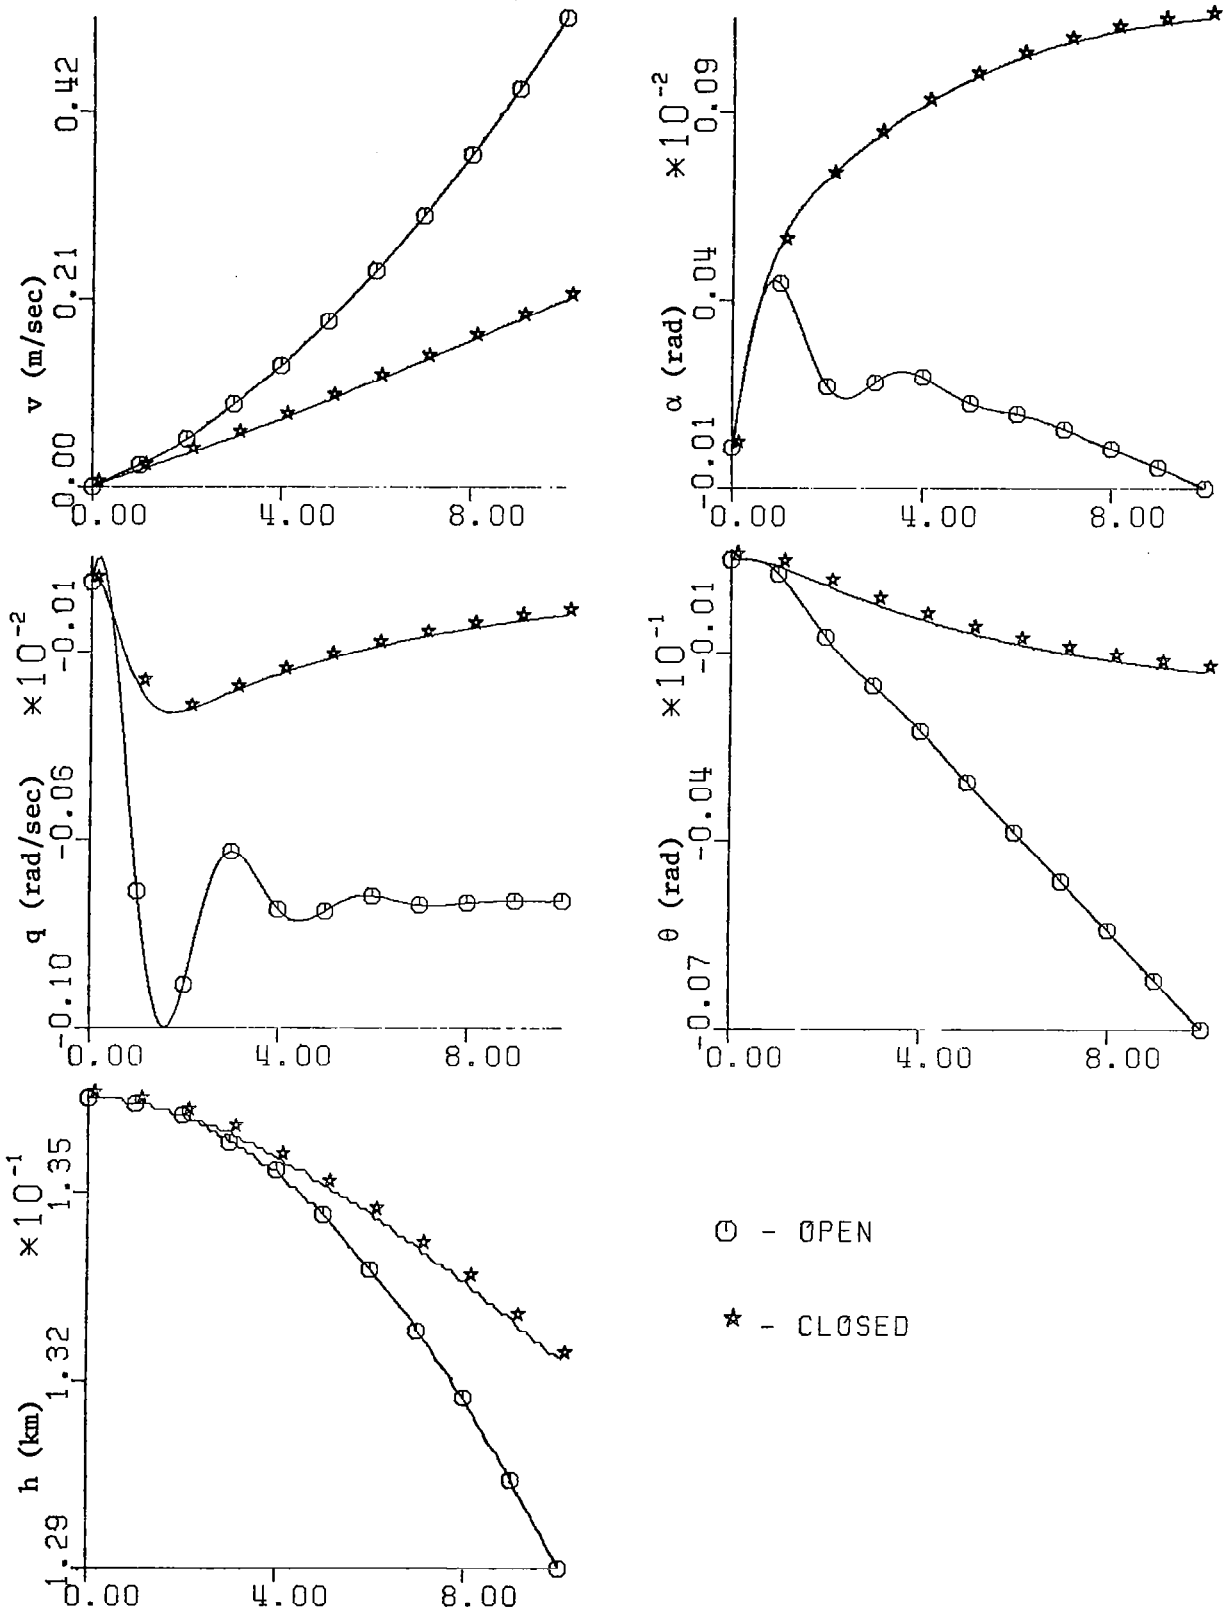 v (m/sec)
0.42
0.21
0.00
0.00 4.00 8.00
α (rad) *10⁻²
0.09
0.04
-0.01
0.00 4.00 8.00
q (rad/sec) *10⁻²
-0.01
-0.06
-0.10
0.00 4.00 8.00
θ (rad) *10⁻¹
-0.01
-0.04
-0.07
0.00 4.00 8.00
h (km) *10⁻¹
1.35
1.32
1.29
0.00 4.00 8.00
- OPEN
- CLOSED